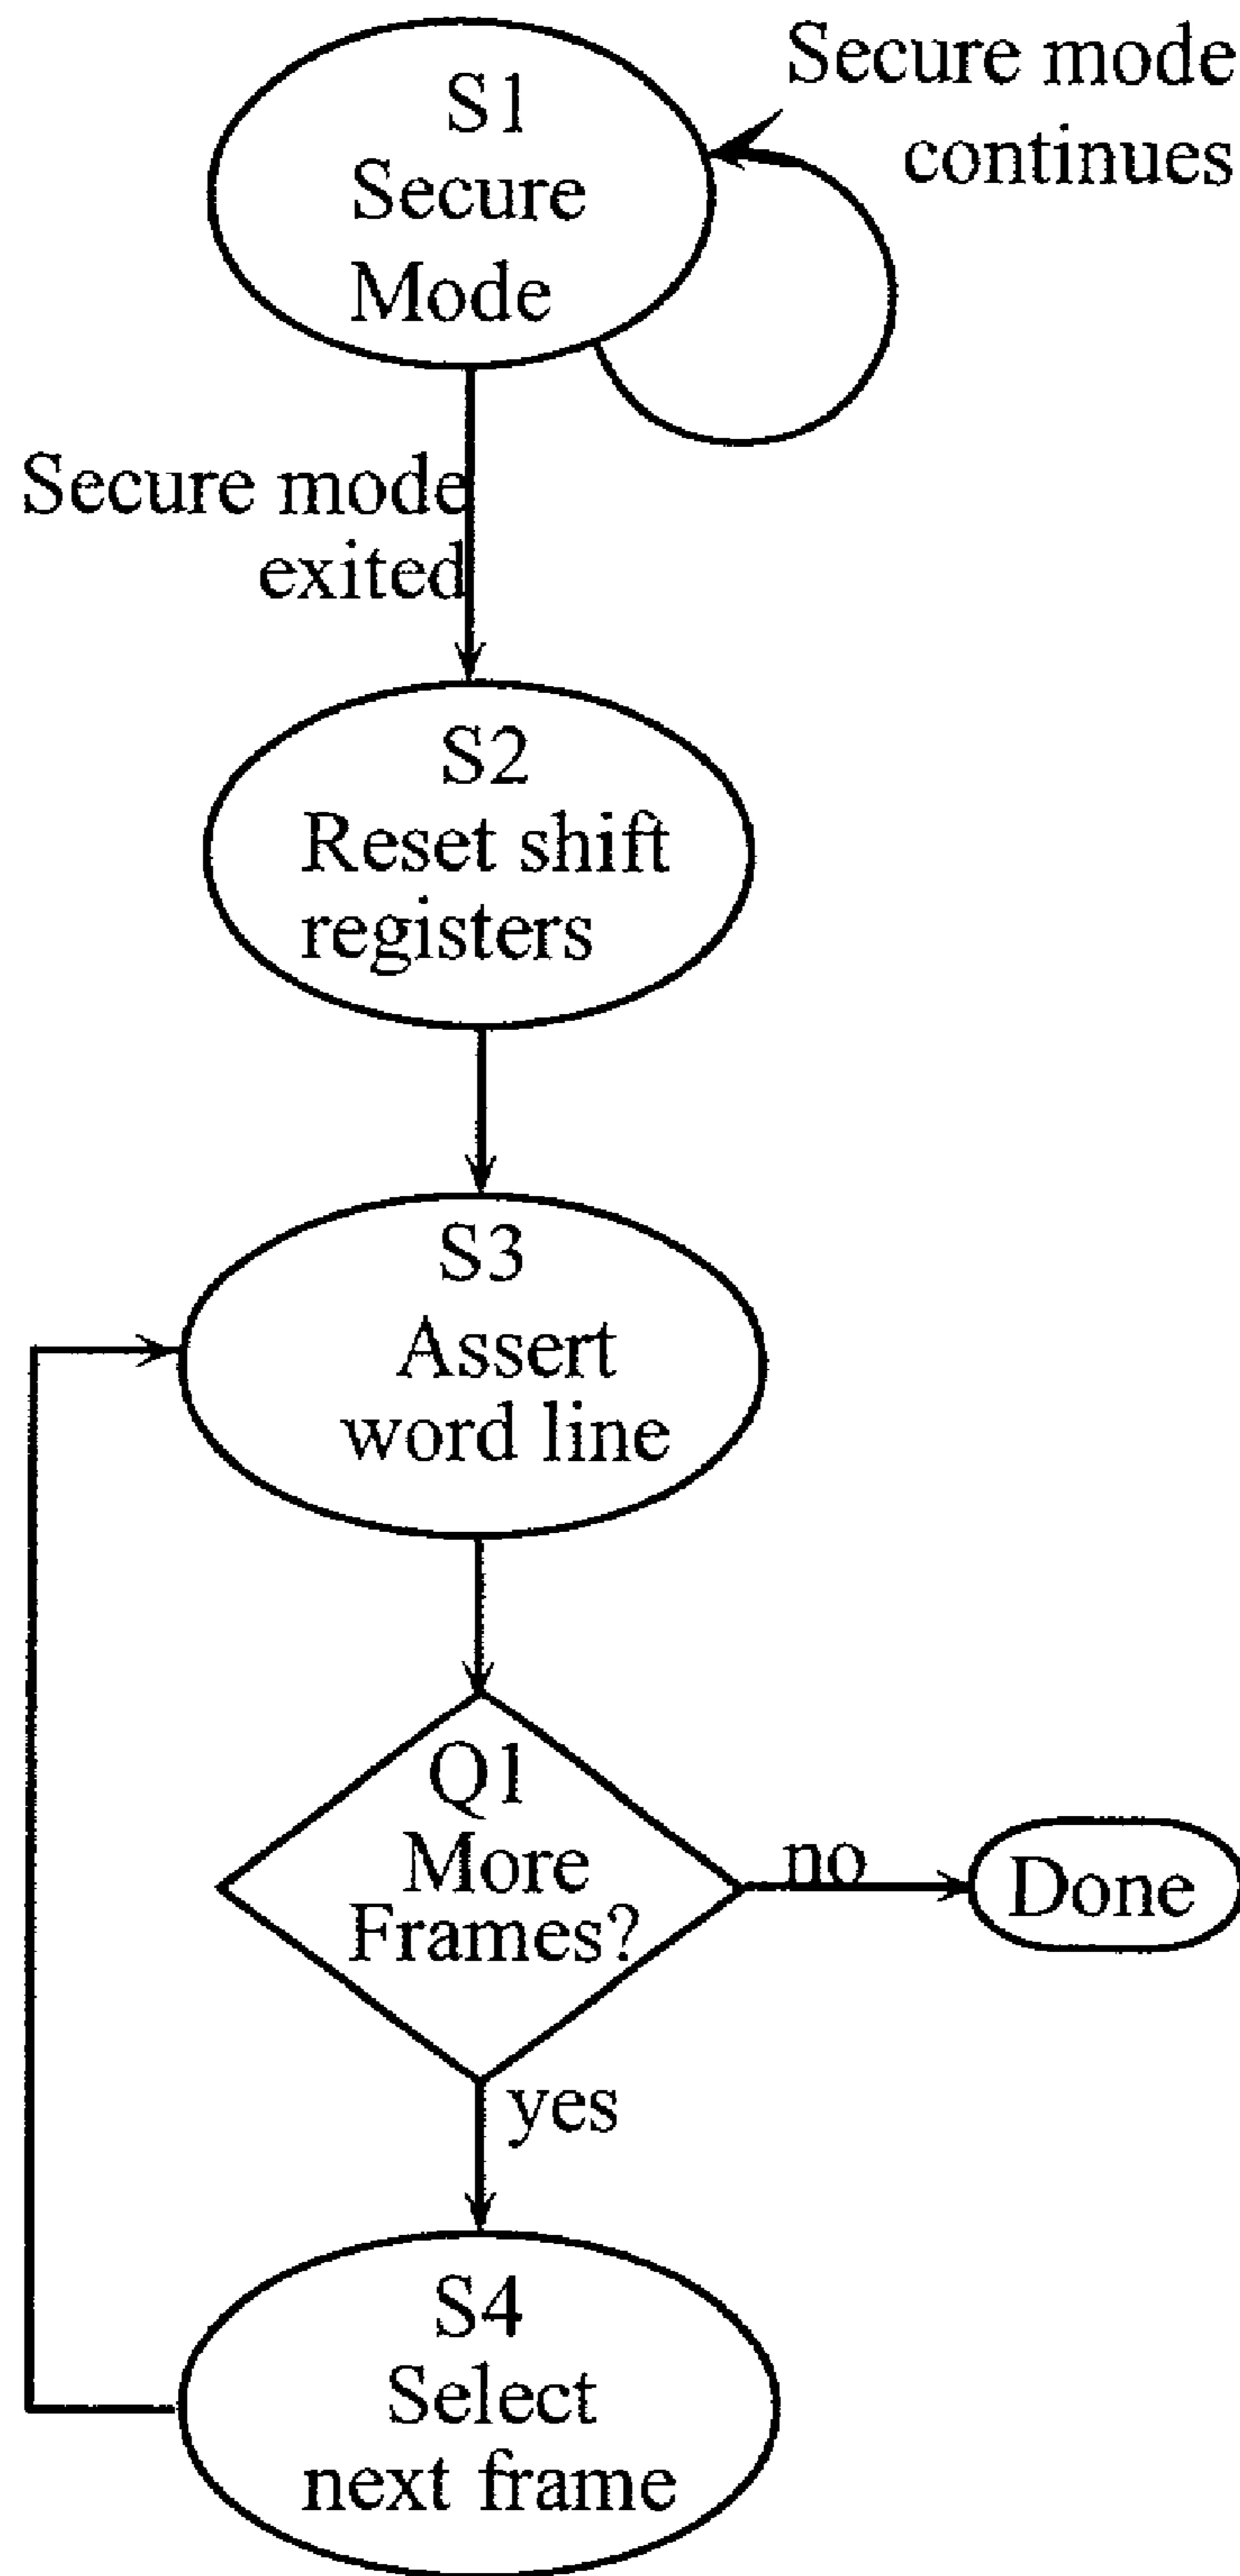 S1
Secure
Mode
Secure mode
continues
Secure mode
exited
S2
Reset shift
registers
S3
Assert
word line
Q1
More
Frames?
no
Done
yes
S4
Select
next frame